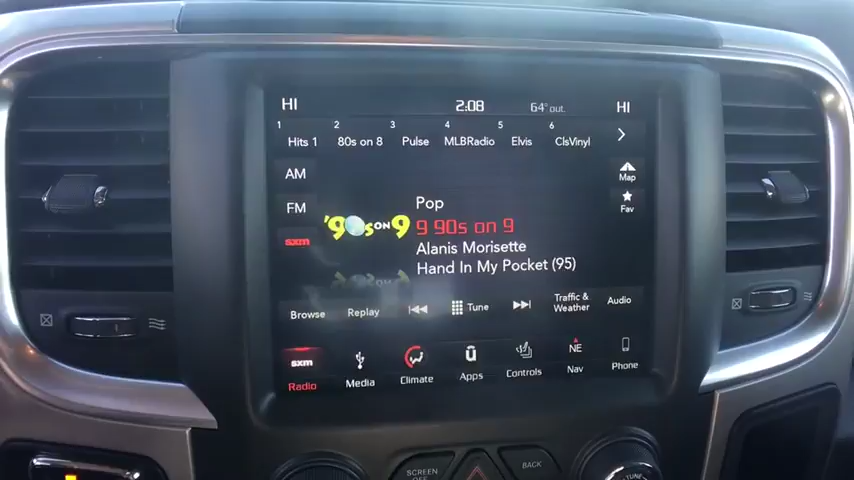 HI 2:08 64° out. HI
1 2 3 4 5 6
Hits 1 80s on 8 Pulse MLBRadio Elvis ClsVinyl
AM
Map
FM
Fav
sxm
'90s ON 9
Pop
9 90s on 9
Alanis Morisette
Hand In My Pocket (95)
Browse Replay Tune Traffic & Weather Audio
sxm
NE
Radio Media Climate Apps Controls Nav Phone
SCREEN OFF
BACK
TUNE